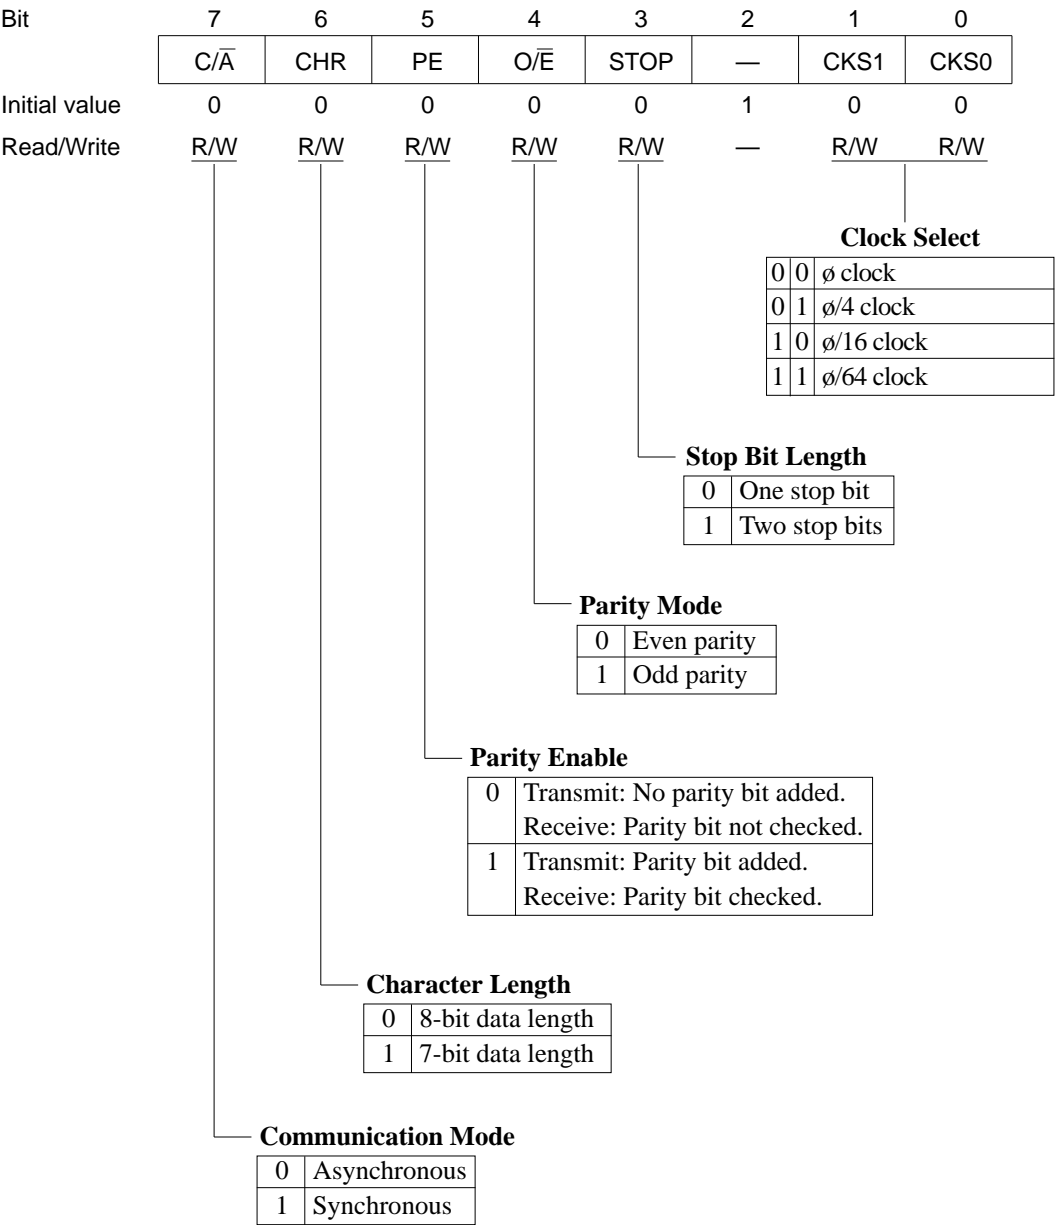 Bit 7 6 5 4 3 2 1 0
C/A̅ CHR PE O/E̅ STOP — CKS1 CKS0
Initial value 0 0 0 0 0 1 0 0
Read/Write R/W R/W R/W R/W R/W — R/W R/W
Clock Select
0 0 ø clock
0 1 ø/4 clock
1 0 ø/16 clock
1 1 ø/64 clock
Stop Bit Length
0 One stop bit
1 Two stop bits
Parity Mode
0 Even parity
1 Odd parity
Parity Enable
0 Transmit: No parity bit added.
Receive: Parity bit not checked.
1 Transmit: Parity bit added.
Receive: Parity bit checked.
Character Length
0 8-bit data length
1 7-bit data length
Communication Mode
0 Asynchronous
1 Synchronous